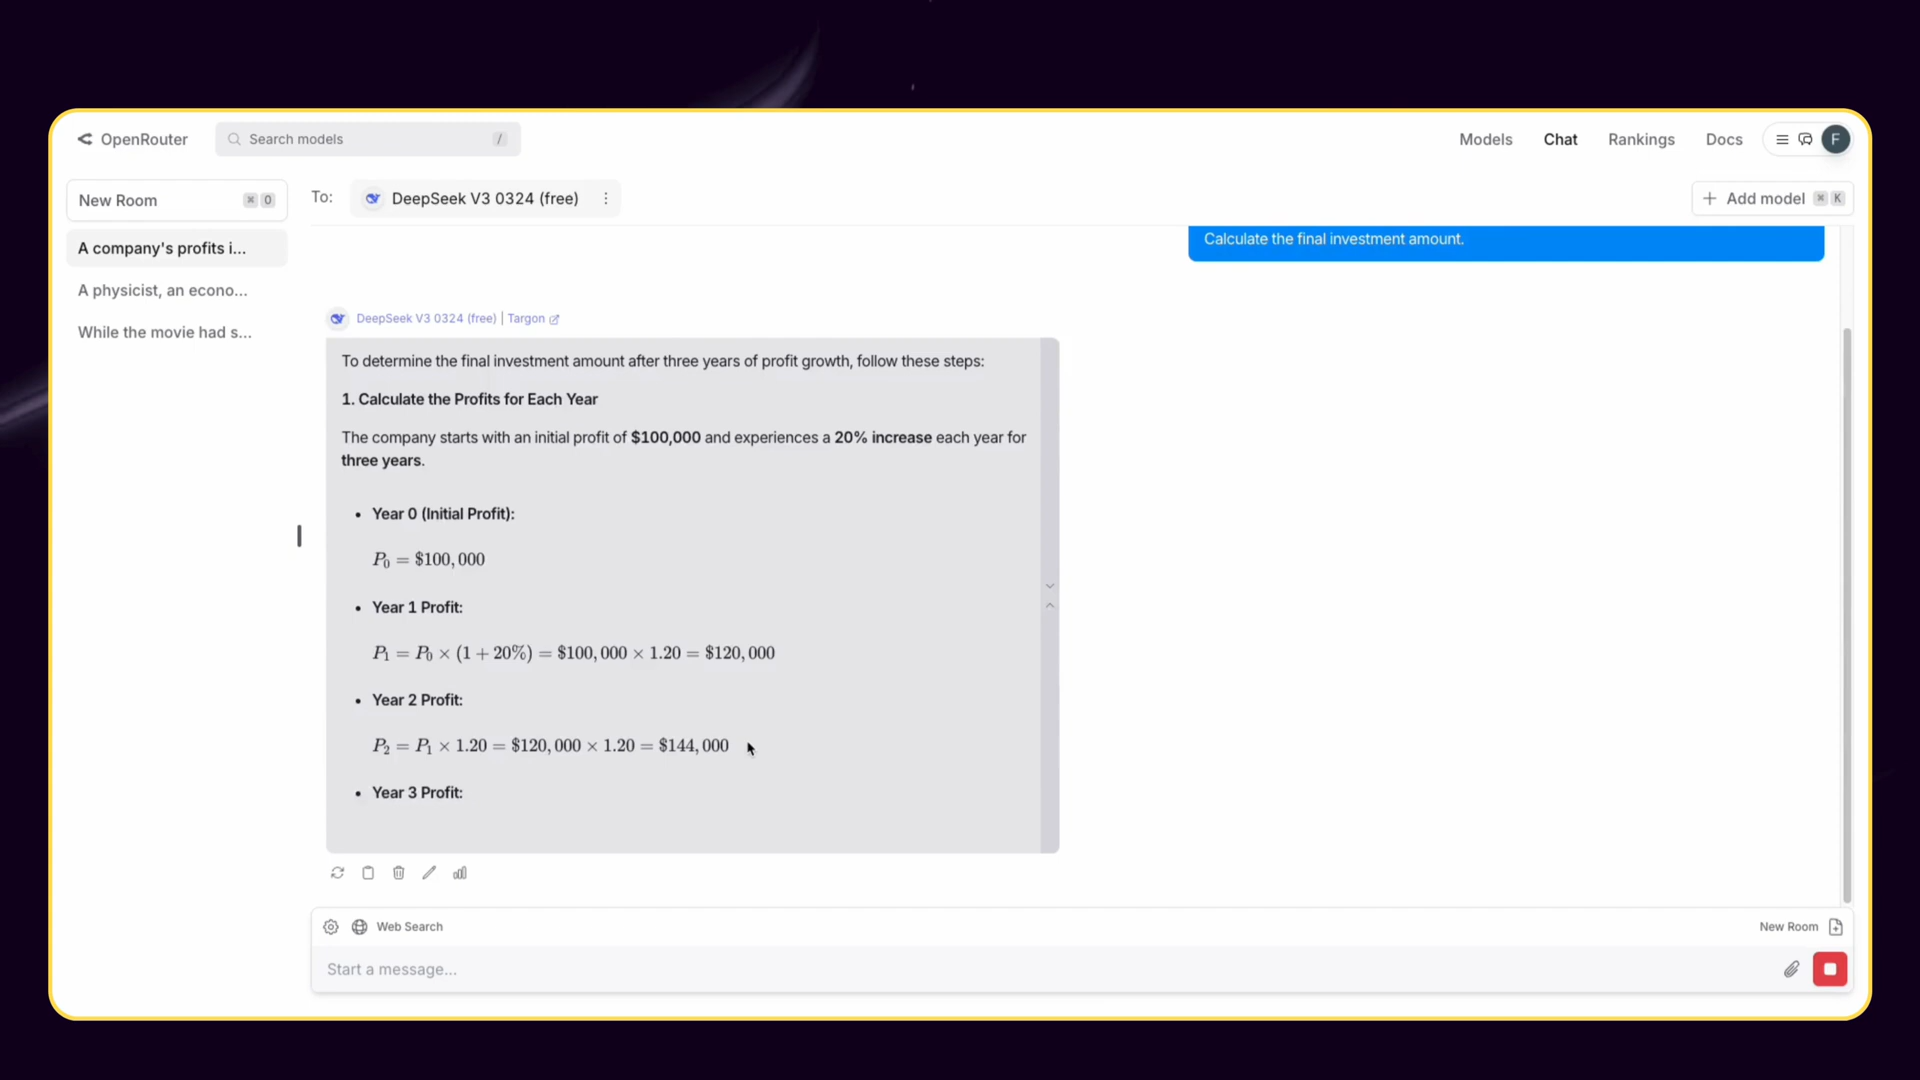 OpenRouter
Search models
/
Models
Chat
Rankings
Docs
F
New Room
⌘ 0
To:
DeepSeek V3 0324 (free)
Add model
⌘ K
A company's profits i...
A physicist, an econo...
While the movie had s...
Calculate the final investment amount.
DeepSeek V3 0324 (free) | Targon
To determine the final investment amount after three years of profit growth, follow these steps:
1. Calculate the Profits for Each Year
The company starts with an initial profit of $100,000 and experiences a 20% increase each year for
three years.
• Year 0 (Initial Profit):
P₀ = $100,000
• Year 1 Profit:
P₁ = P₀ × (1 + 20%) = $100,000 × 1.20 = $120,000
• Year 2 Profit:
P₂ = P₁ × 1.20 = $120,000 × 1.20 = $144,000
• Year 3 Profit:
Web Search
New Room
Start a message...